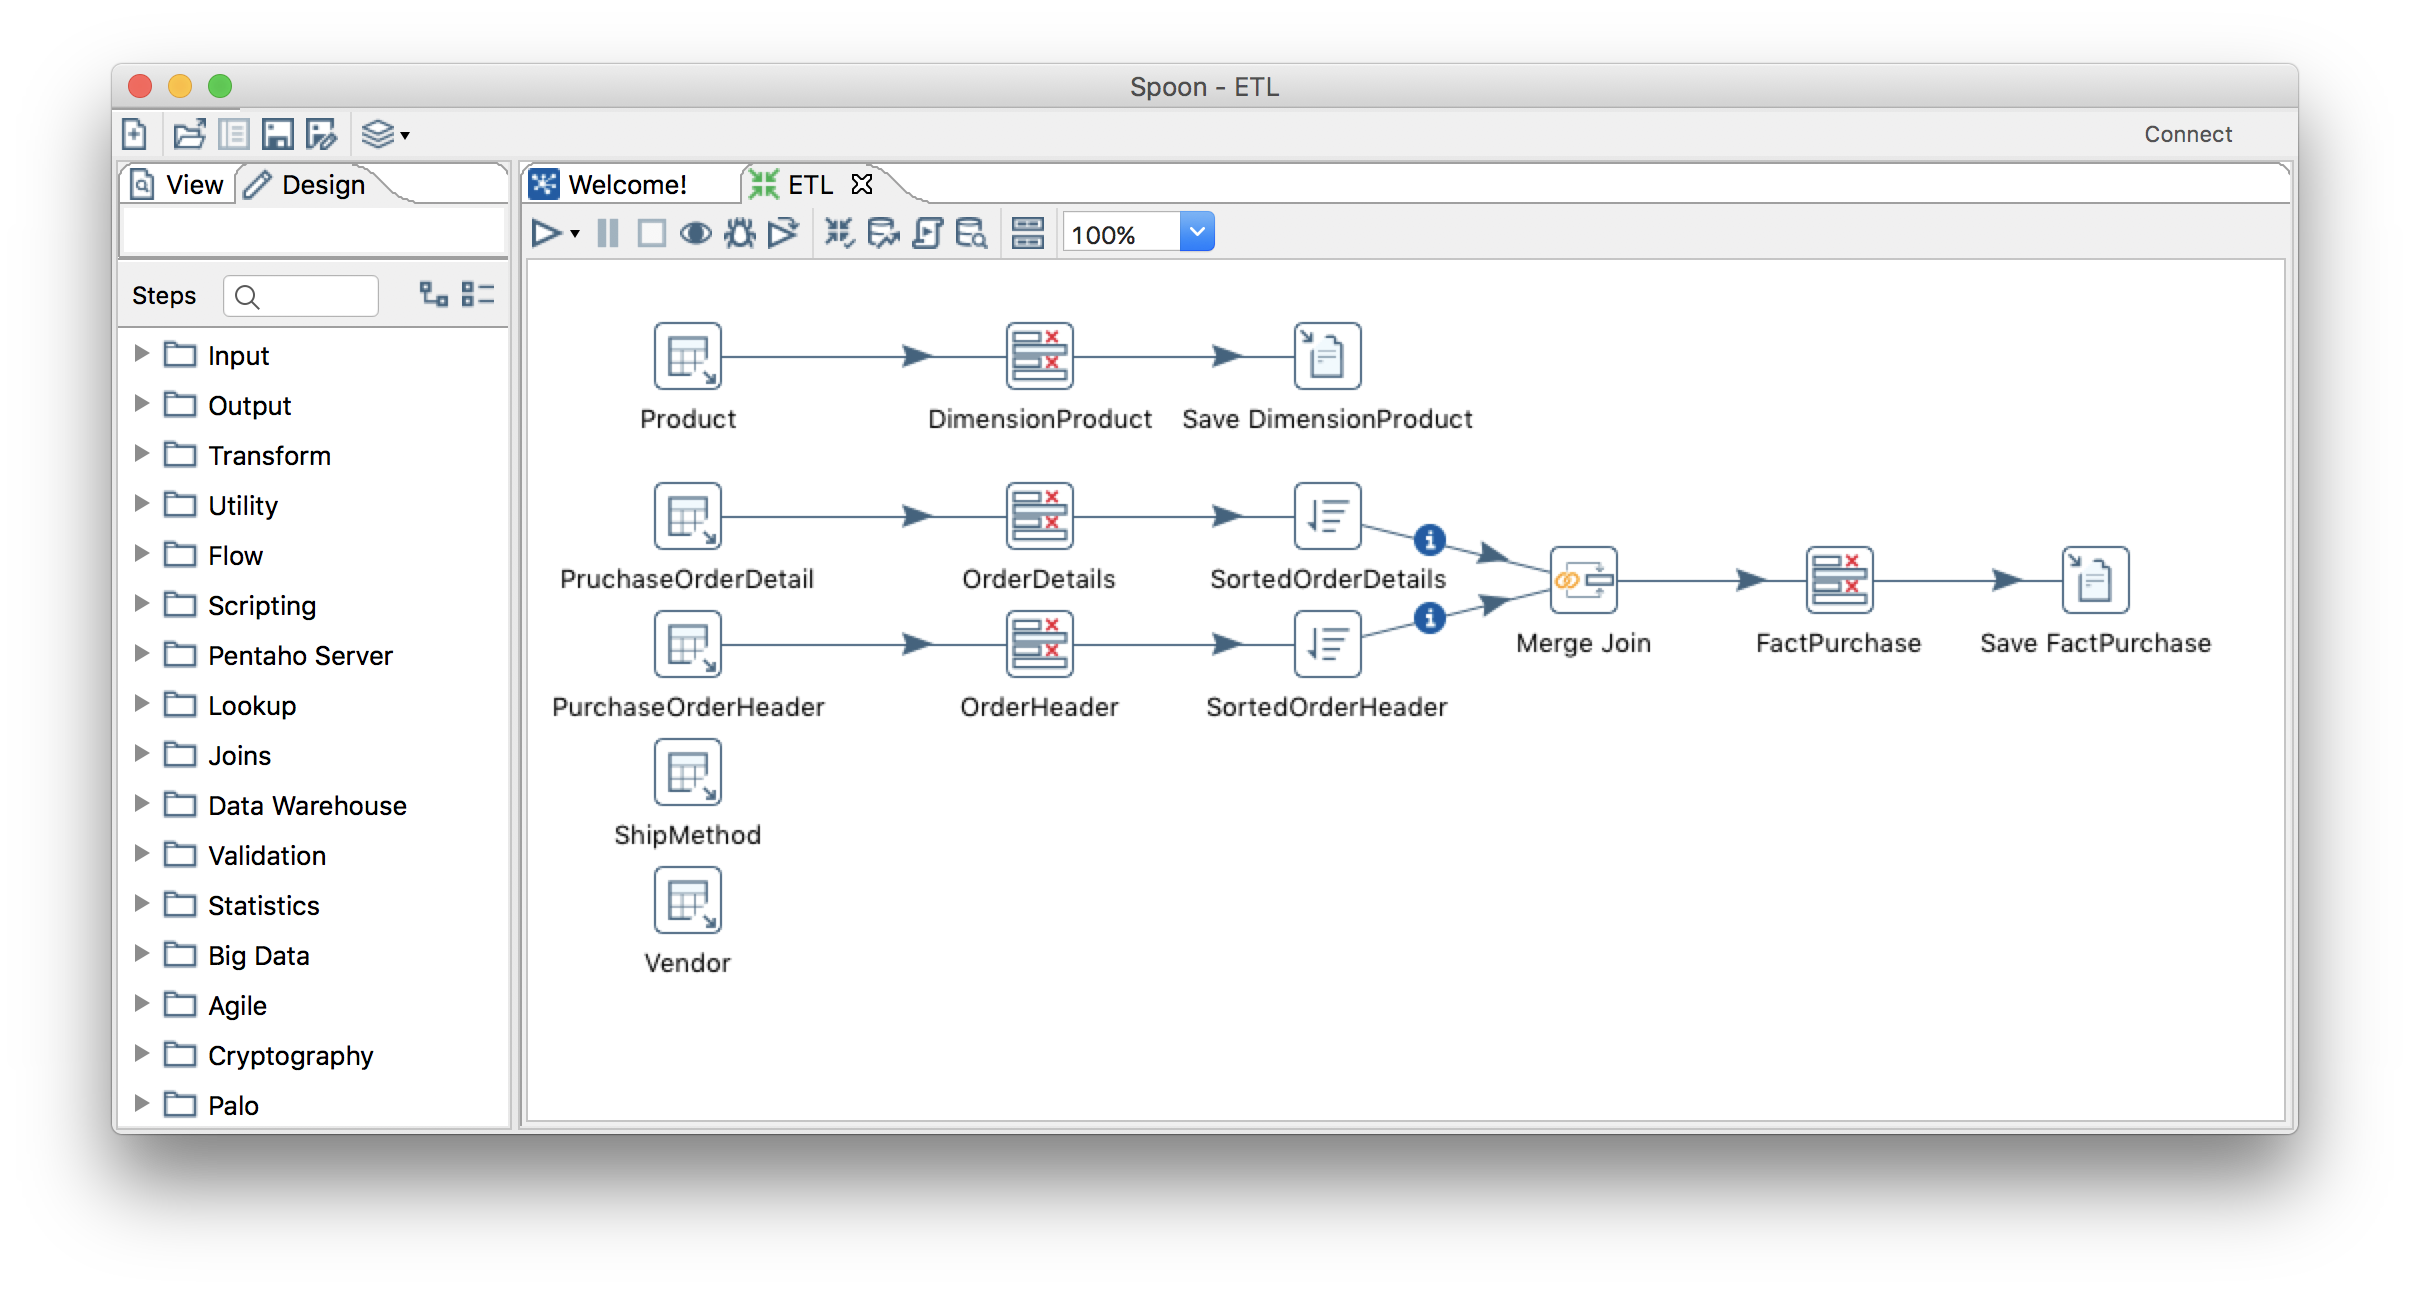 Spoon - ETL
Connect
View Design
Welcome! ETL
100%
Steps
Input
Output
Transform
Utility
Flow
Scripting
Pentaho Server
Lookup
Joins
Data Warehouse
Validation
Statistics
Big Data
Agile
Cryptography
Palo
Product DimensionProduct Save DimensionProduct
PruchaseOrderDetail OrderDetails SortedOrderDetails
Merge Join FactPurchase Save FactPurchase
PurchaseOrderHeader OrderHeader SortedOrderHeader
ShipMethod
Vendor